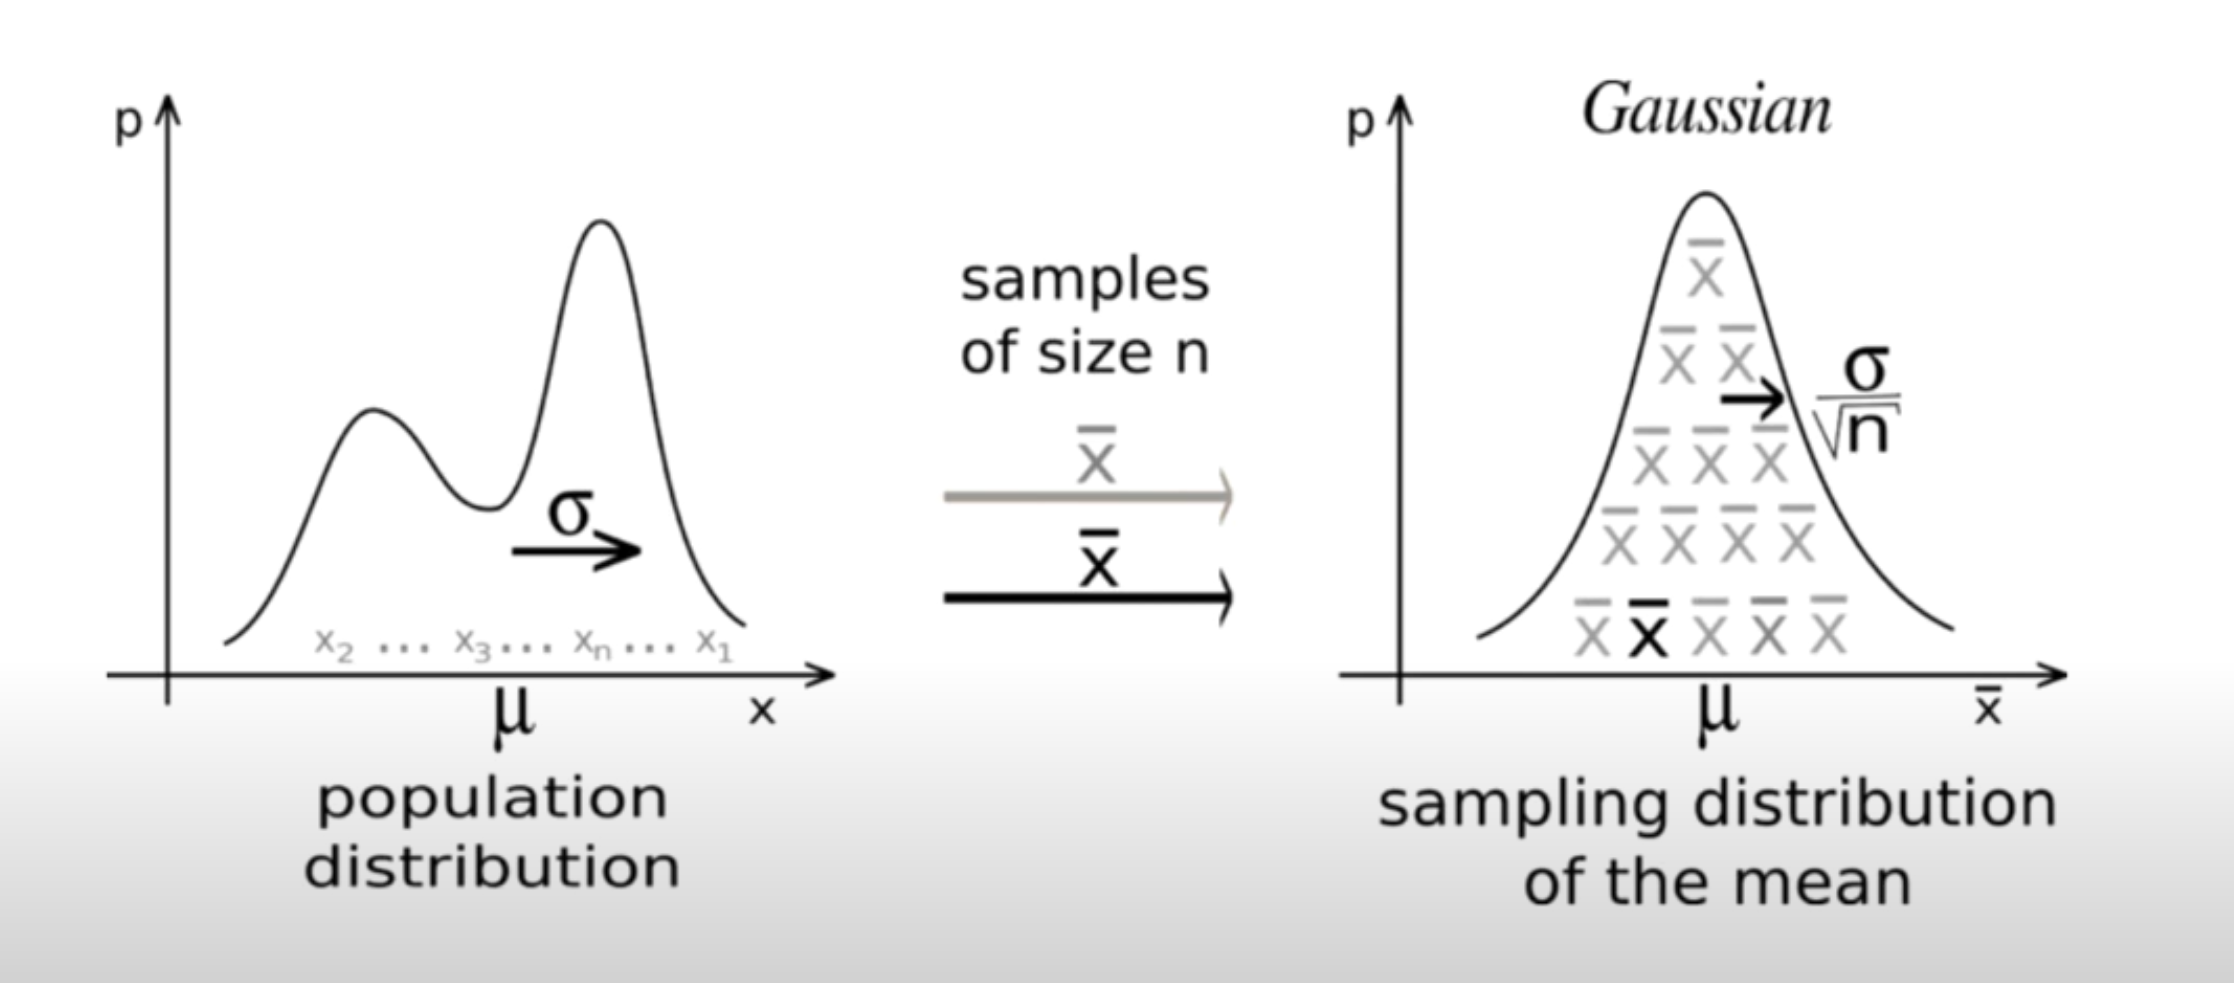 p
σ
x₂ ... x₃... xₙ... x₁
μ
x
population
distribution
samples
of size n
x̄
x̄
Gaussian
p
x̄
x̄ x̄
σ/√n
x̄ x̄ x̄
x̄ x̄ x̄ x̄
x̄ x̄ x̄ x̄ x̄
μ
x̄
sampling distribution
of the mean